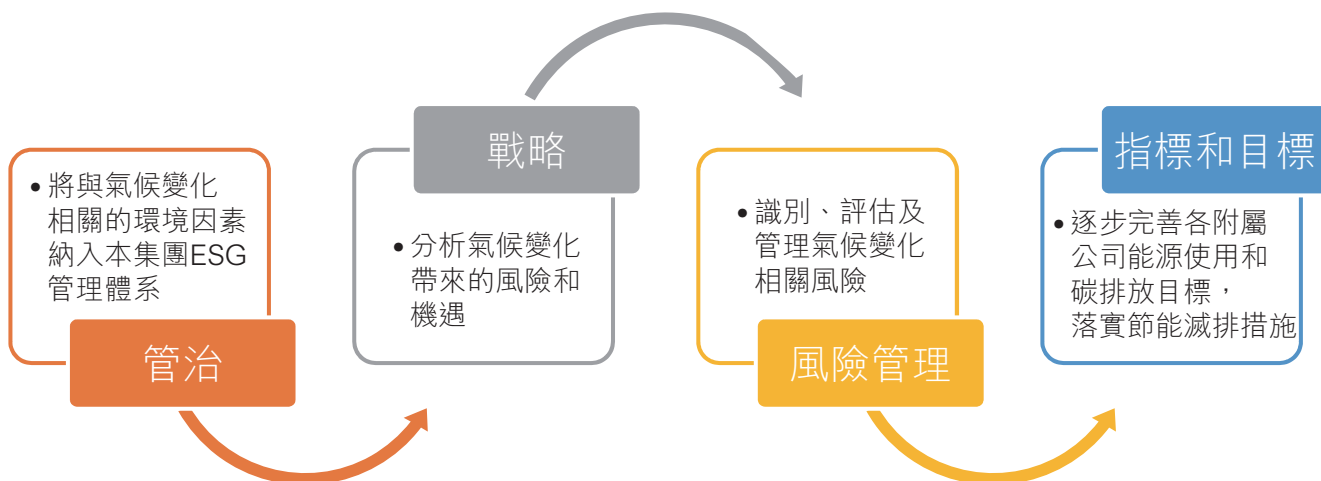 • 將與氣候變化
相關的環境因素
納入本集團ESG
管理體系
管治
戰略
• 分析氣候變化
帶來的風險和
機遇
• 識別、評估及
管理氣候變化
相關風險
風險管理
指標和目標
• 逐步完善各附屬
公司能源使用和
碳排放目標，
落實節能滅排措施